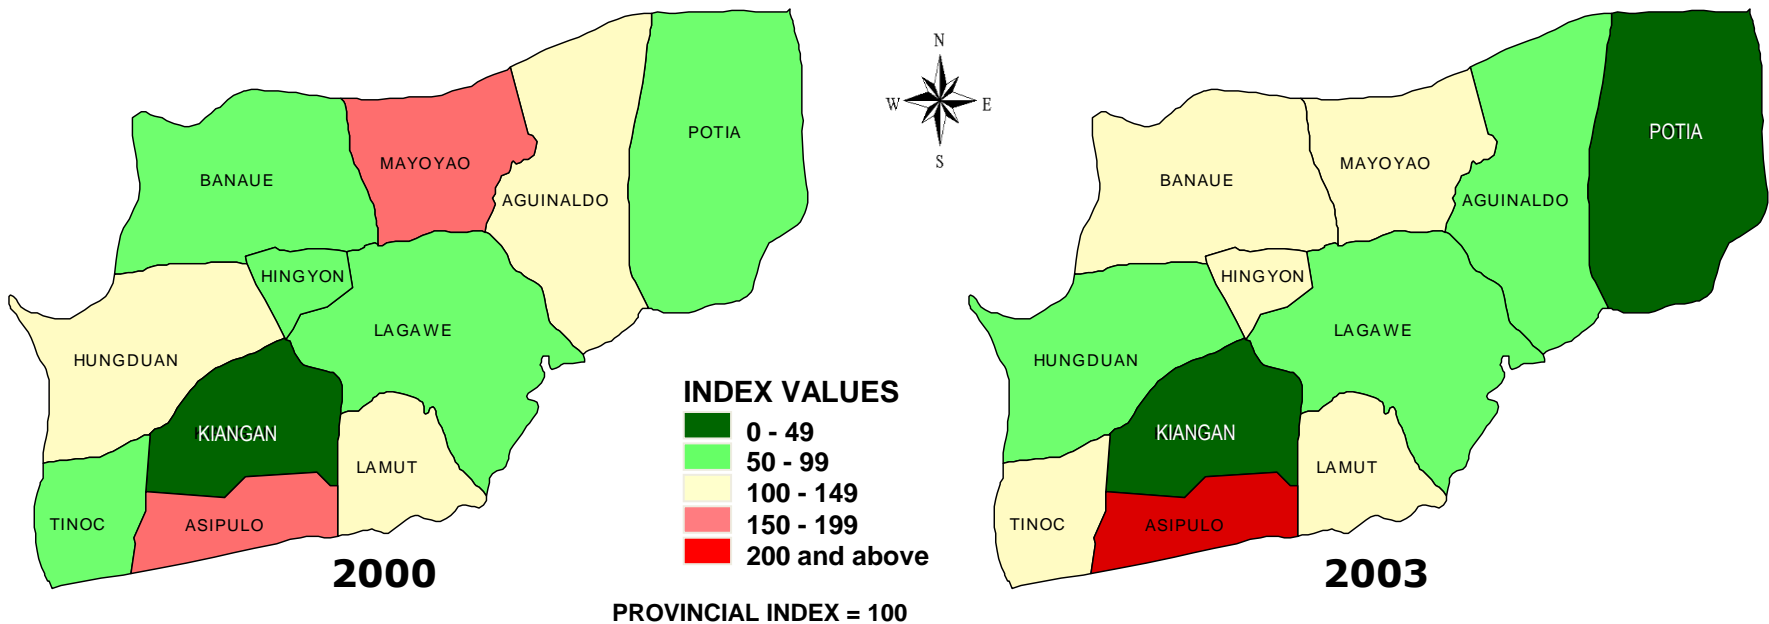 N
W E
S
POTIA
MAYOYAO
BANAUE
AGUINALDO
HINGYON
LAGAWE
HUNGDUAN
KIANGAN
LAMUT
TINOC
ASIPULO
2000
INDEX VALUES
0 - 49
50 - 99
100 - 149
150 - 199
200 and above
PROVINCIAL INDEX = 100
POTIA
MAYOYAO
BANAUE
AGUINALDO
HINGYON
LAGAWE
HUNGDUAN
KIANGAN
LAMUT
TINOC
ASIPULO
2003